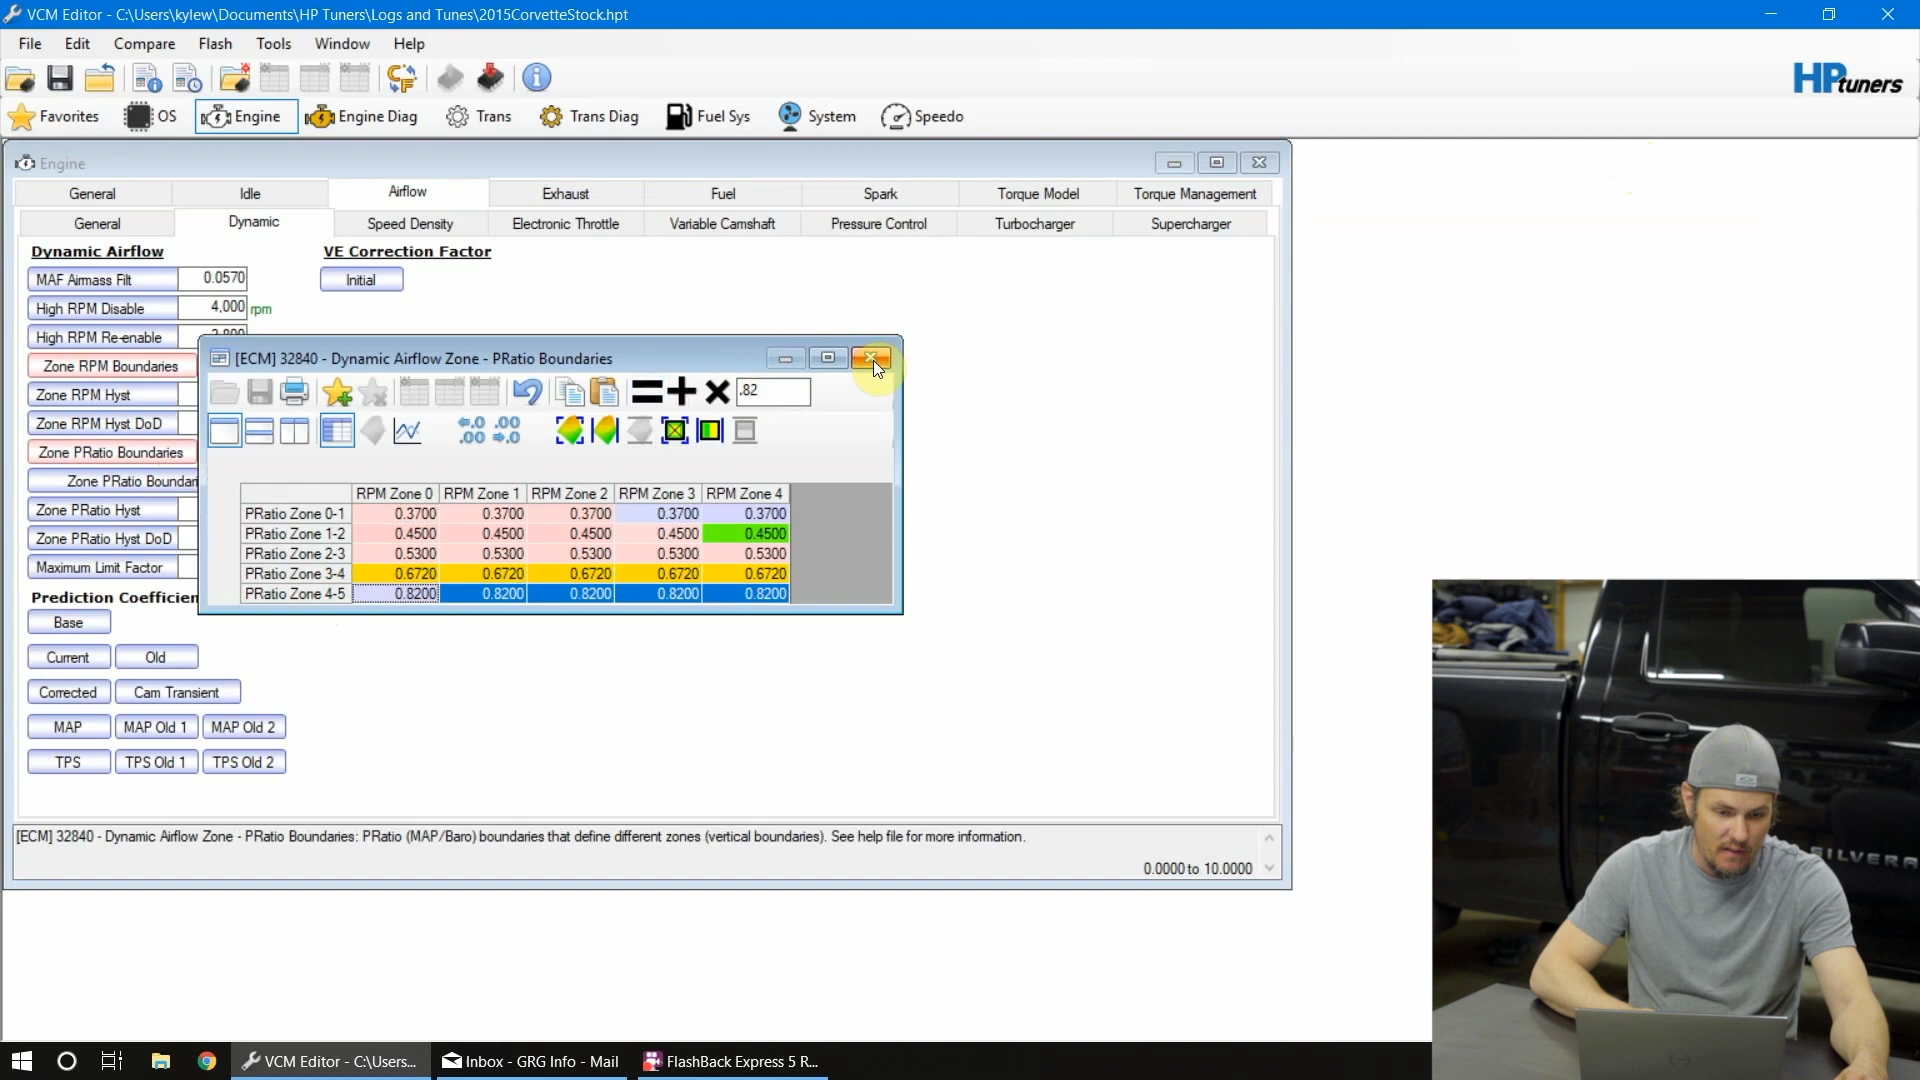 VCM Editor - C:\Users\kylew\Documents\HP Tuners\Logs and Tunes\2015CorvetteStock.hpt
File Edit Compare Flash Tools Window Help
HPtuners
Favorites OS Engine Engine Diag Trans Trans Diag Fuel Sys System Speedo
Engine
General Idle Airflow Exhaust Fuel Spark Torque Model Torque Management
General Dynamic Speed Density Electronic Throttle Variable Camshaft Pressure Control Turbocharger Supercharger
Dynamic Airflow VE Correction Factor
MAF Airmass Filt 0.0570 Initial
High RPM Disable 4,000 rpm
High RPM Re-enable
Zone RPM Boundaries
Zone RPM Hyst
Zone RPM Hyst DoD
Zone PRatio Boundaries
Zone PRatio Boundari
Zone PRatio Hyst
Zone PRatio Hyst DoD
Maximum Limit Factor
[ECM] 32840 - Dynamic Airflow Zone - PRatio Boundaries
.82
RPM Zone 0 RPM Zone 1 RPM Zone 2 RPM Zone 3 RPM Zone 4
PRatio Zone 0-1 0.3700 0.3700 0.3700 0.3700 0.3700
PRatio Zone 1-2 0.4500 0.4500 0.4500 0.4500 0.4500
PRatio Zone 2-3 0.5300 0.5300 0.5300 0.5300 0.5300
PRatio Zone 3-4 0.6720 0.6720 0.6720 0.6720 0.6720
PRatio Zone 4-5 0.8200 0.8200 0.8200 0.8200 0.8200
Prediction Coefficien
Base
Current Old
Corrected Cam Transient
MAP MAP Old 1 MAP Old 2
TPS TPS Old 1 TPS Old 2
[ECM] 32840 - Dynamic Airflow Zone - PRatio Boundaries: PRatio (MAP/Baro) boundaries that define different zones (vertical boundaries). See help file for more information.
0.0000 to 10.0000
SILVERA
VCM Editor - C:\Users... Inbox - GRG Info - Mail FlashBack Express 5 R...